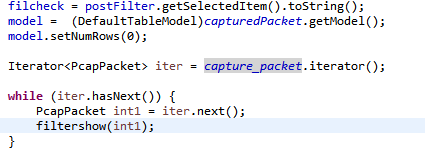 filcheck = postFilter.getSelectedItem().toString();
model =  (DefaultTableModel)capturedPacket.getModel();
model.setNumRows(0);
Iterator<PcapPacket> iter = capture_packet.iterator();
while (iter.hasNext()) {
PcapPacket int1 = iter.next();
filtershow(int1);
}